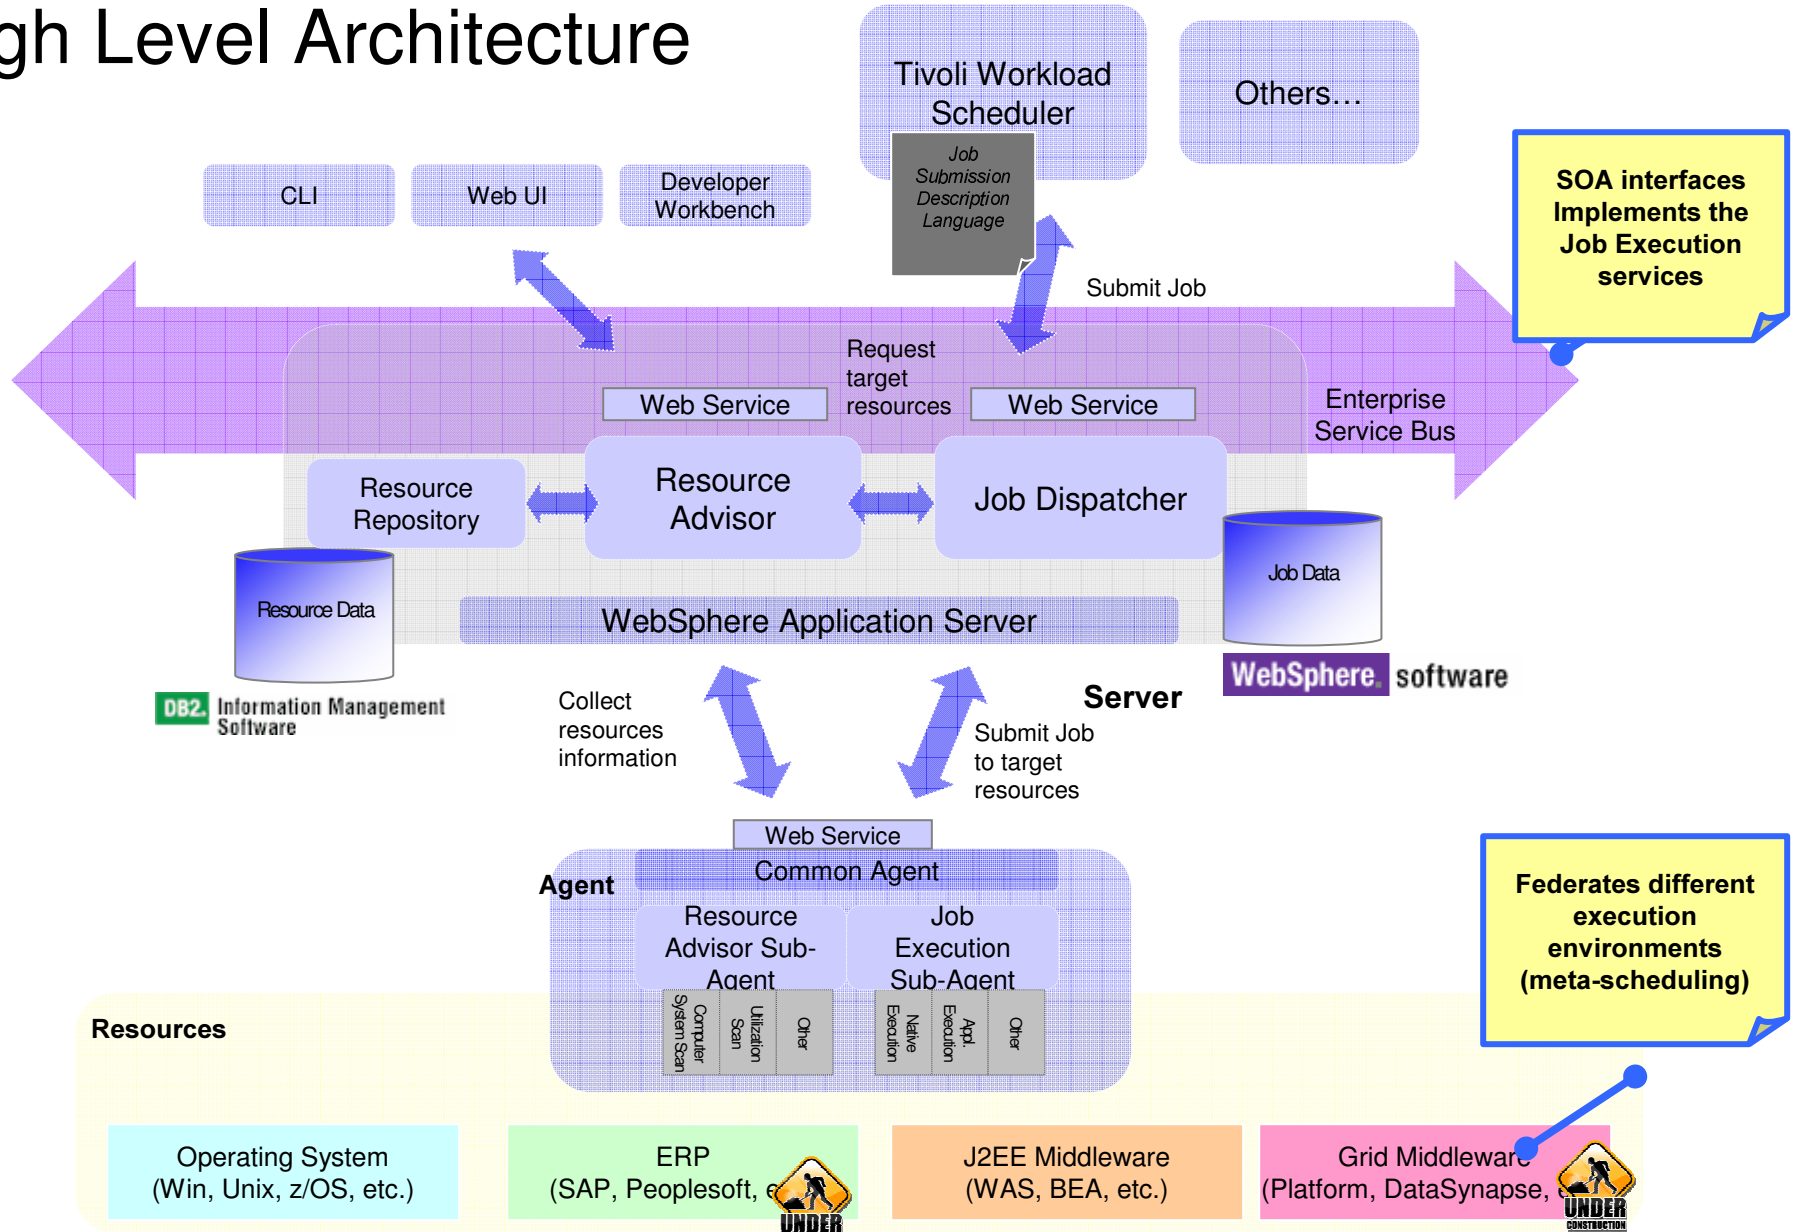 gh Level Architecture
Tivoli Workload
Scheduler
Others...
Job
Submission
Description
Language
CLI
Web UI
Developer
Workbench
SOA interfaces
Implements the
Job Execution
services
Submit Job
Request
target
resources
Web Service
Web Service
Enterprise
Service Bus
Resource
Repository
Resource
Advisor
Job Dispatcher
Resource Data
Job Data
WebSphere Application Server
DB2. Information Management
Software
WebSphere. software
Collect
resources
information
Server
Submit Job
to target
resources
Web Service
Common Agent
Agent
Resource
Advisor Sub-
Agent
Job
Execution
Sub-Agent
Computer
System Scan
Utilization
Scan
Other
Native
Execution
Appl.
Execution
Other
Federates different
execution
environments
(meta-scheduling)
Resources
Operating System
(Win, Unix, z/OS, etc.)
ERP
(SAP, Peoplesoft,
UNDER
J2EE Middleware
(WAS, BEA, etc.)
Grid Middleware
(Platform, DataSynapse,
UNDER
CONSTRUCTION